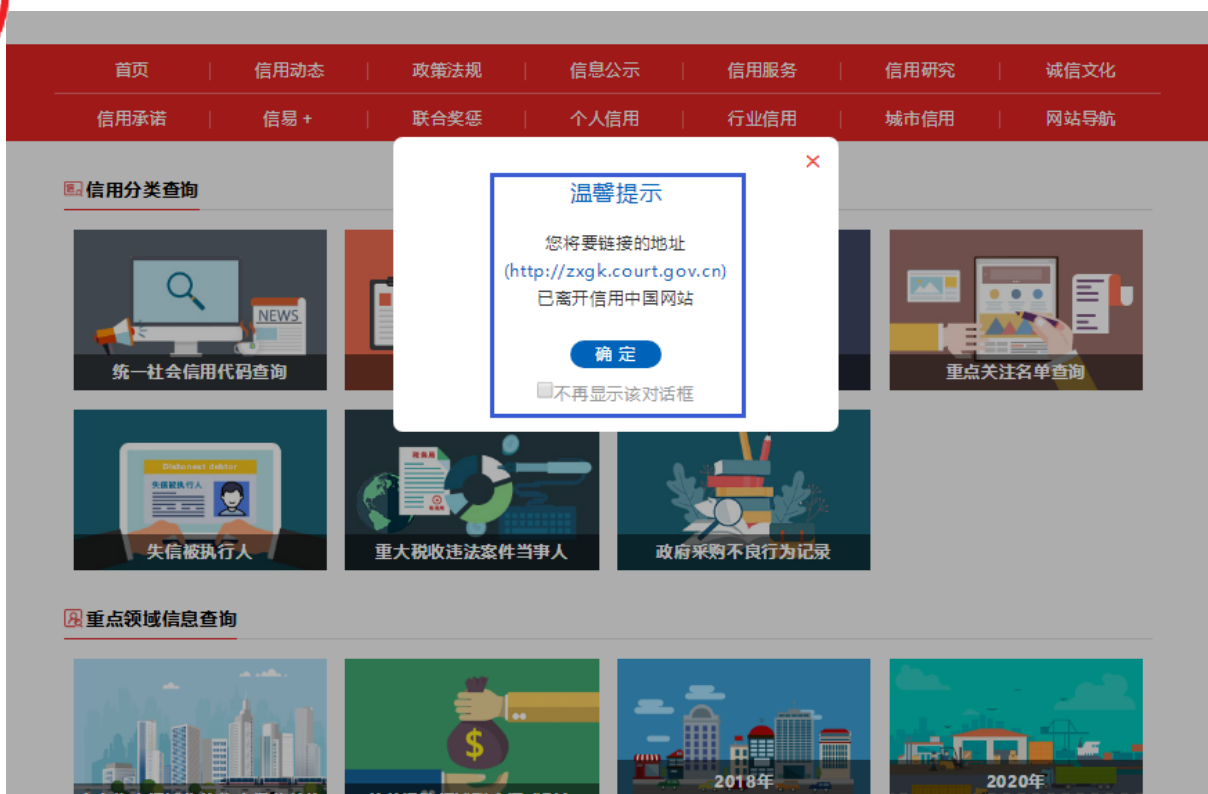 首页 信用动态 政策法规 信息公示 信用服务 信用研究 诚信文化
信用承诺 信易+ 联合奖惩 个人信用 行业信用 城市信用 网站导航
信用分类查询
温馨提示
您将要链接的地址
(http://zxgk.court.gov.cn)
已离开信用中国网站
确定
不再显示该对话框
NEWS
统一社会信用代码查询
重点关注名单查询
Dishonest debtor
失信被执行人
税务局
失信被执行人
重大税收违法案件当事人
政府采购不良行为记录
重点领域信息查询
2018年
2020年